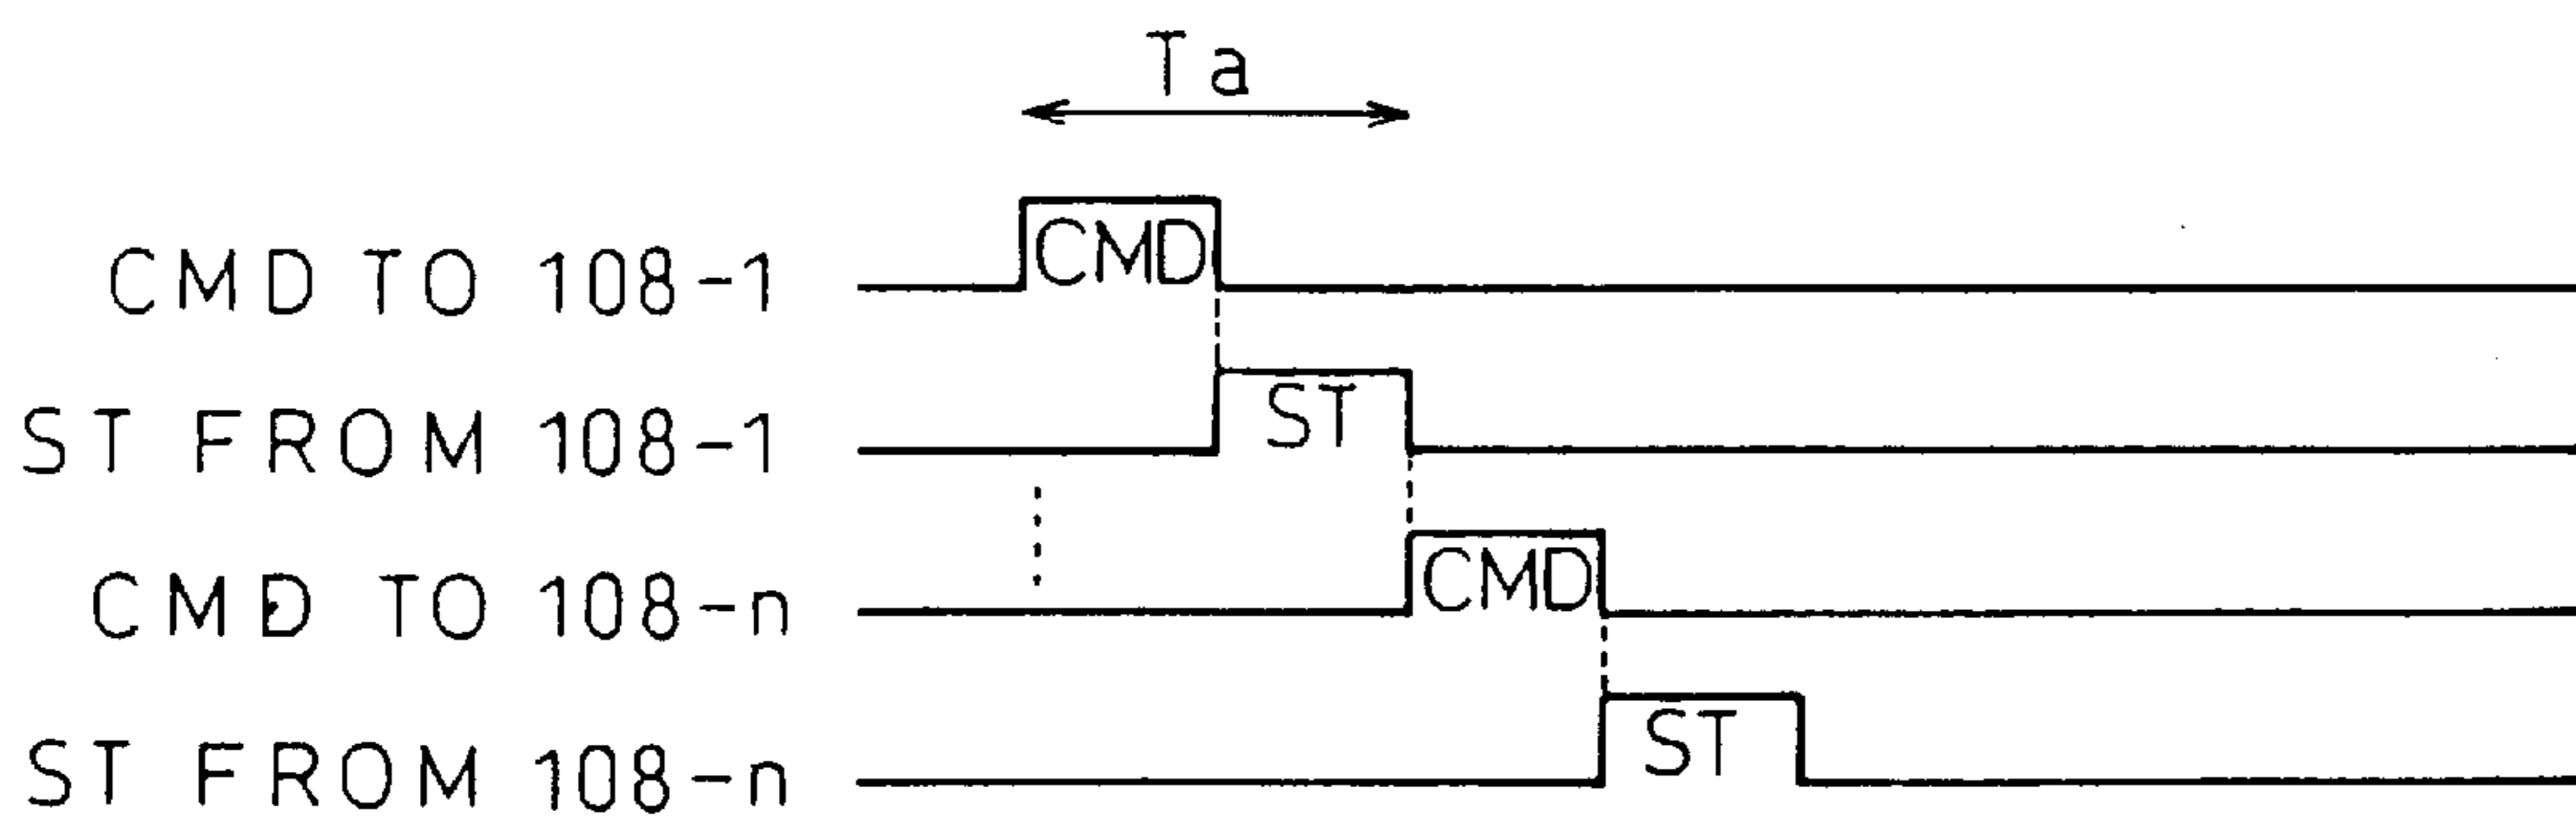 Ta
CMD TO 108-1 CMD
ST FROM 108-1 ST
CMD TO 108-n CMD
ST FROM 108-n ST